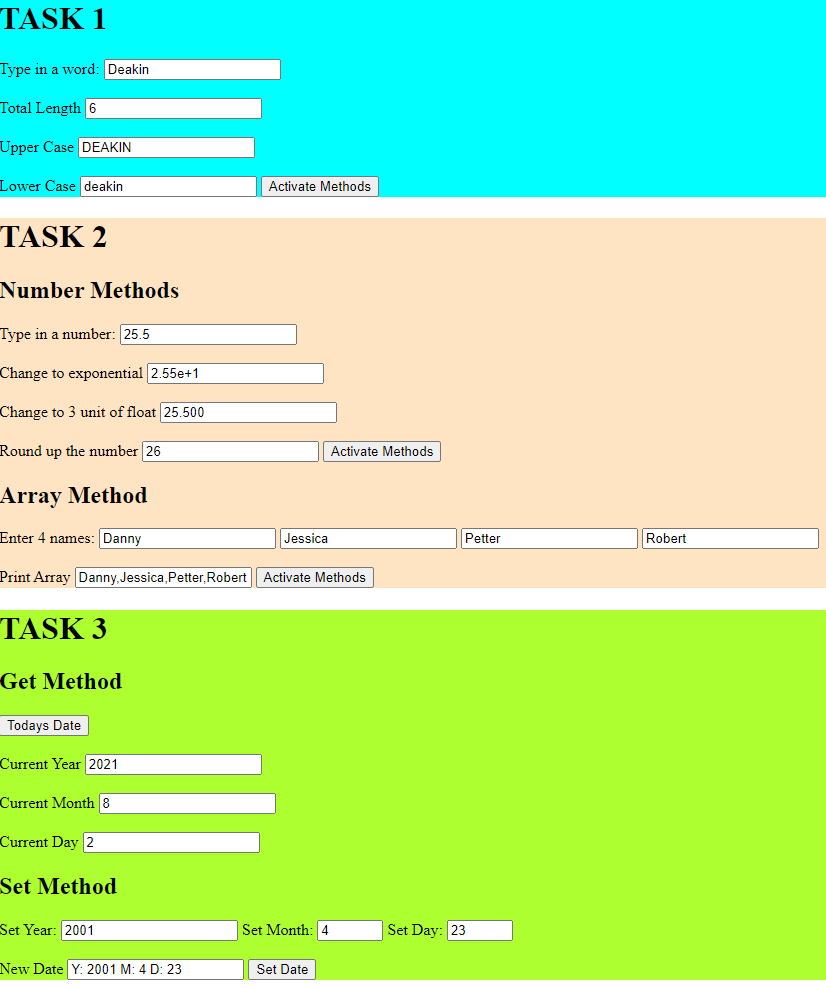 TASK 1
Type in a word: Deakin
Total Length 6
Upper Case DEAKIN
Lower Case deakin Activate Methods
TASK 2
Number Methods
Type in a number: 25.5
Change to exponential 2.55e+1
Change to 3 unit of float 25.500
Round up the number 26 Activate Methods
Array Method
Enter 4 names: Danny Jessica Petter Robert
Print Array Danny,Jessica,Petter,Robert Activate Methods
TASK 3
Get Method
Todays Date
Current Year 2021
Current Month 8
Current Day 2
Set Method
Set Year: 2001 Set Month: 4 Set Day: 23
New Date Y: 2001 M: 4 D: 23 Set Date